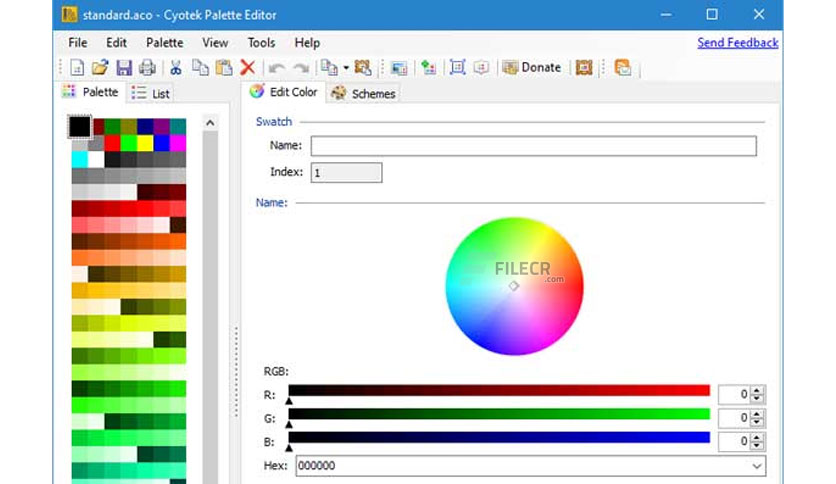 standard.aco - Cyotek Palette Editor
File Edit Palette View Tools Help Send Feedback
Donate
Palette List
Edit Color Schemes
Swatch
Name:
Index: 1
Name:
FILECR
.com
RGB:
R: 0
G: 0
B: 0
Hex: 000000